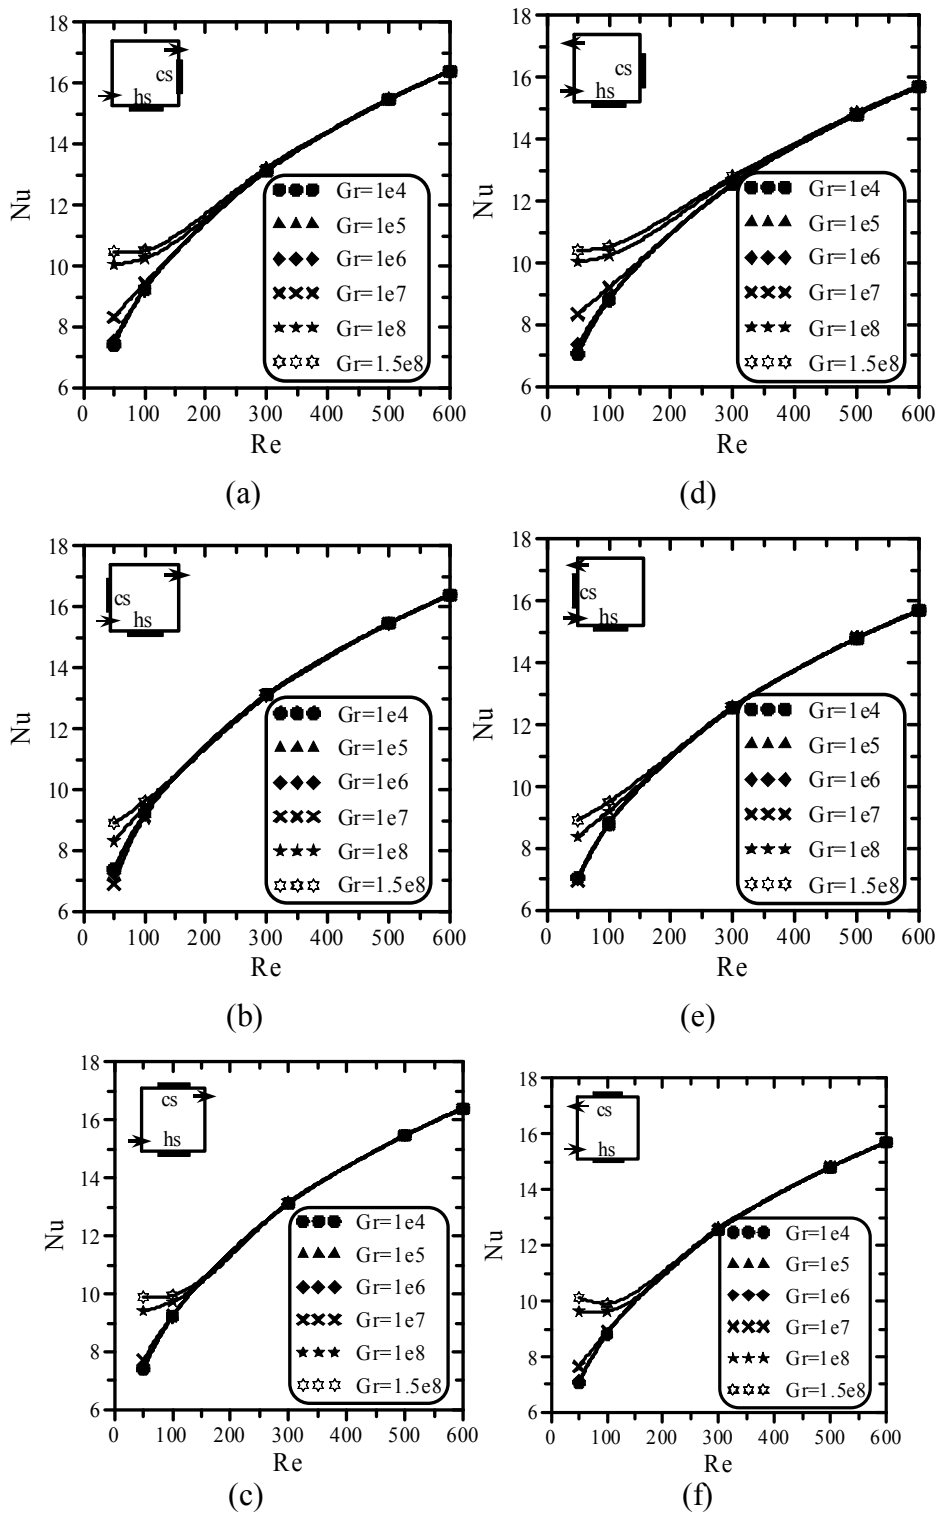 18
16
14
12
10
8
6
Nu
cs
hs
Gr=1e4
Gr=1e5
Gr=1e6
Gr=1e7
Gr=1e8
Gr=1.5e8
0 100 200 300 400 500 600
Re
(a)
18
16
14
12
10
8
6
Nu
cs
hs
Gr=1e4
Gr=1e5
Gr=1e6
Gr=1e7
Gr=1e8
Gr=1.5e8
0 100 200 300 400 500 600
Re
(d)
18
16
14
12
10
8
6
Nu
cs
hs
Gr=1e4
Gr=1e5
Gr=1e6
Gr=1e7
Gr=1e8
Gr=1.5e8
0 100 200 300 400 500 600
Re
(b)
18
16
14
12
10
8
6
Nu
cs
hs
Gr=1e4
Gr=1e5
Gr=1e6
Gr=1e7
Gr=1e8
Gr=1.5e8
0 100 200 300 400 500 600
Re
(e)
18
16
14
12
10
8
6
Nu
cs
hs
Gr=1e4
Gr=1e5
Gr=1e6
Gr=1e7
Gr=1e8
Gr=1.5e8
0 100 200 300 400 500 600
Re
(c)
18
16
14
12
10
8
6
Nu
cs
hs
Gr=1e4
Gr=1e5
Gr=1e6
Gr=1e7
Gr=1e8
Gr=1.5e8
0 100 200 300 400 500 600
Re
(f)